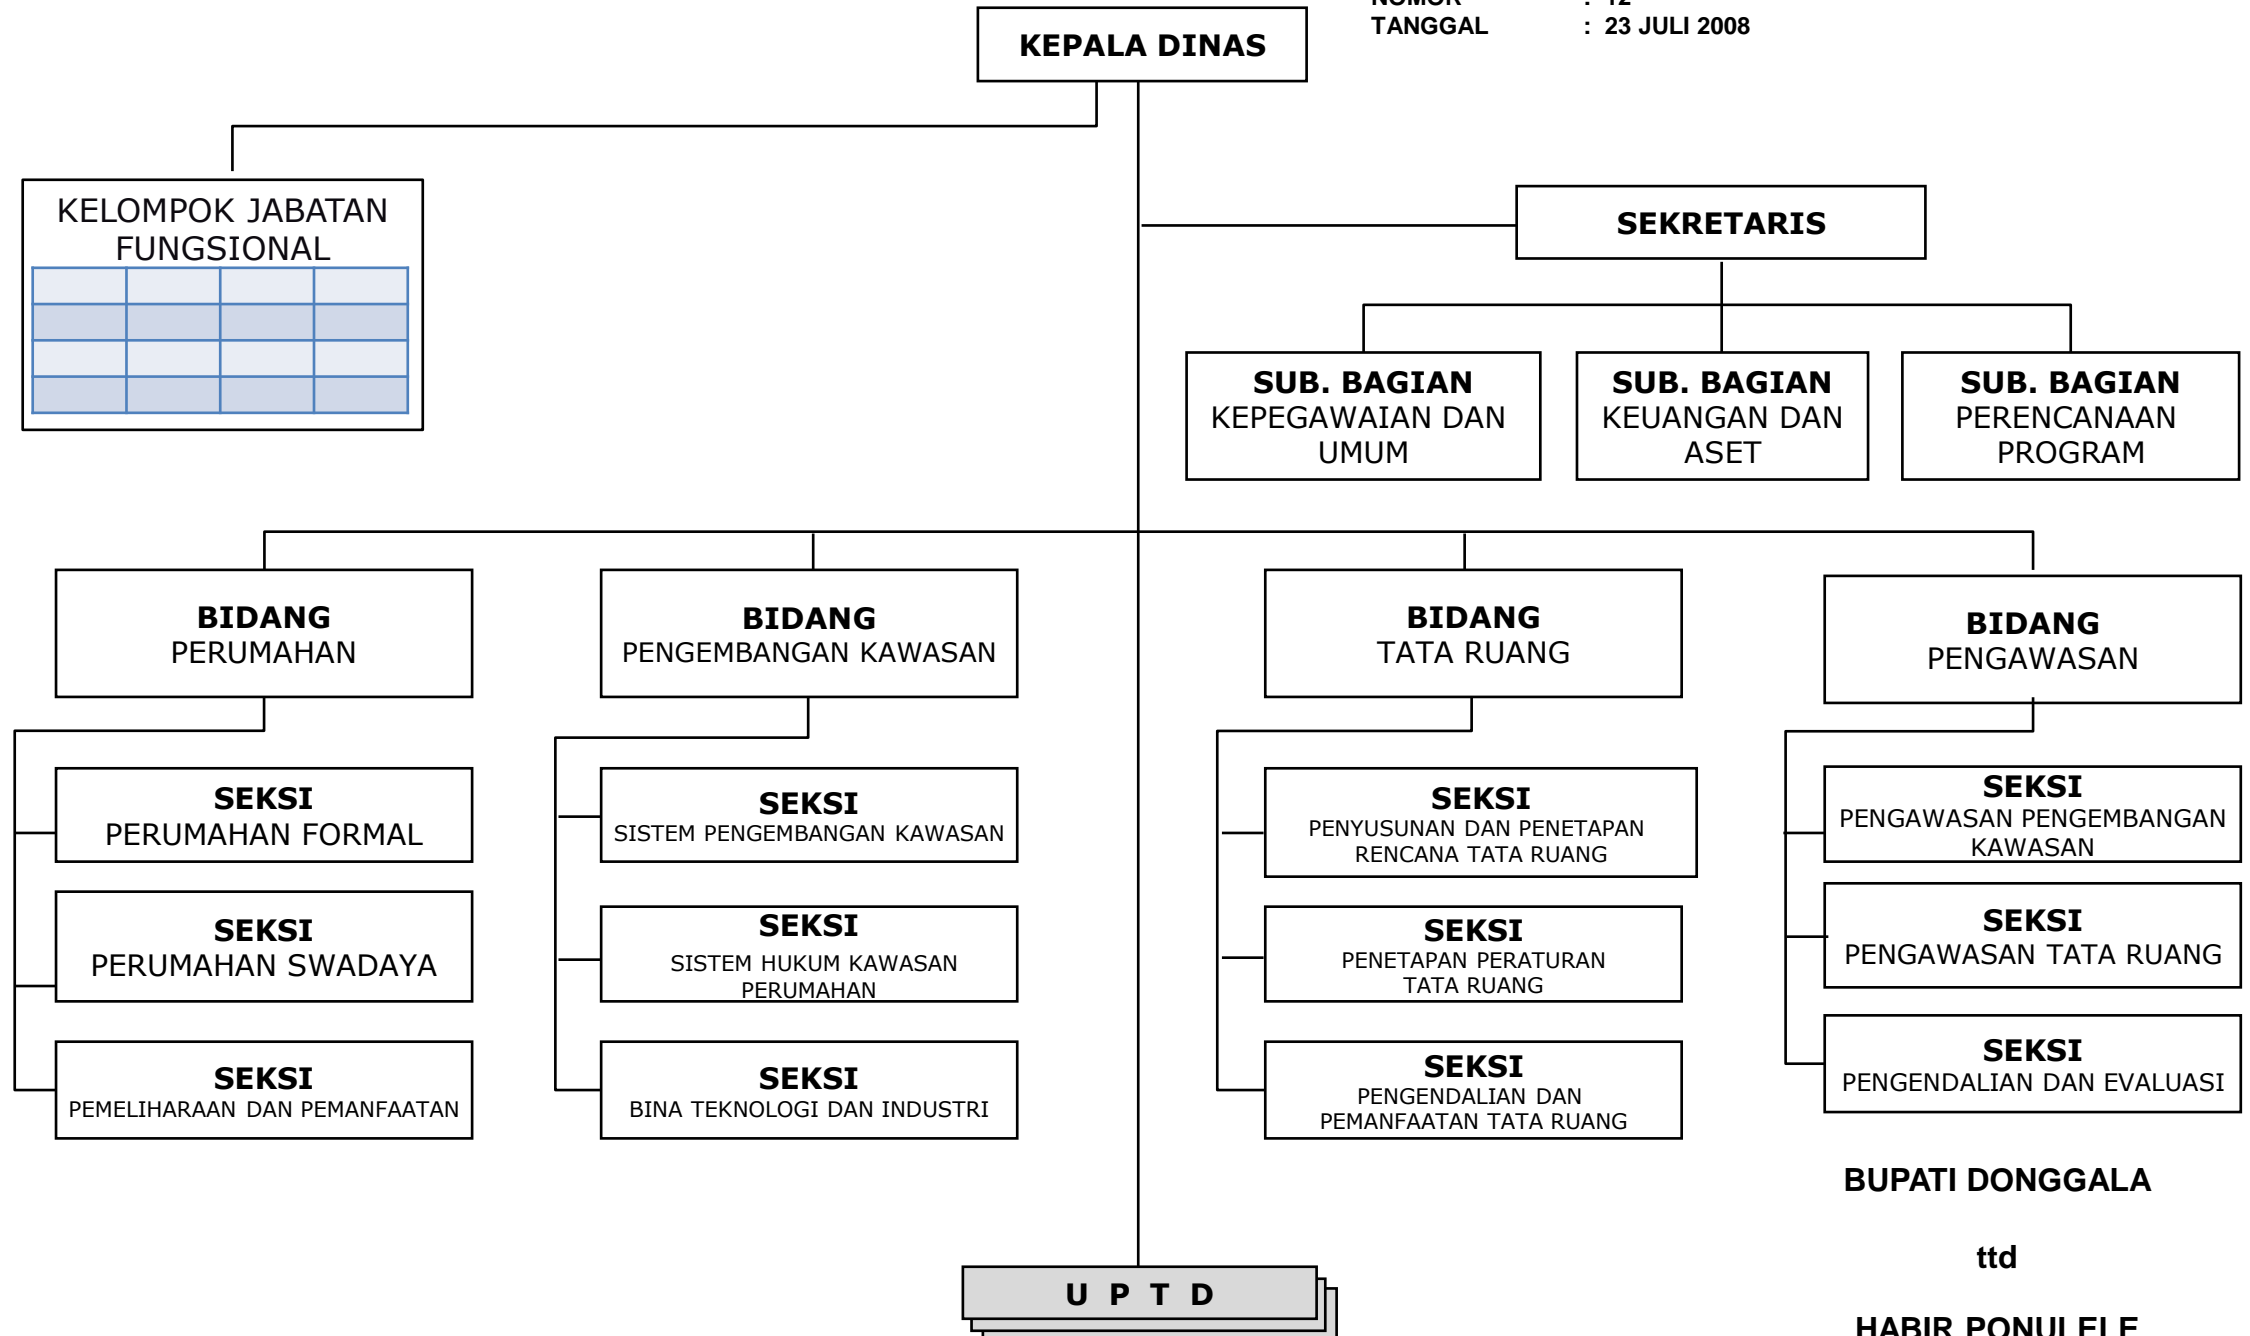 NOMOR : 12
TANGGAL : 23 JULI 2008
KEPALA DINAS
KELOMPOK JABATAN
FUNGSIONAL
SEKRETARIS
SUB. BAGIAN
KEPEGAWAIAN DAN
UMUM
SUB. BAGIAN
KEUANGAN DAN
ASET
SUB. BAGIAN
PERENCANAAN
PROGRAM
BIDANG
PERUMAHAN
BIDANG
PENGEMBANGAN KAWASAN
BIDANG
TATA RUANG
BIDANG
PENGAWASAN
SEKSI
PERUMAHAN FORMAL
SEKSI
PERUMAHAN SWADAYA
SEKSI
PEMELIHARAAN DAN PEMANFAATAN
SEKSI
SISTEM PENGEMBANGAN KAWASAN
SEKSI
SISTEM HUKUM KAWASAN
PERUMAHAN
SEKSI
BINA TEKNOLOGI DAN INDUSTRI
SEKSI
PENYUSUNAN DAN PENETAPAN
RENCANA TATA RUANG
SEKSI
PENETAPAN PERATURAN
TATA RUANG
SEKSI
PENGENDALIAN DAN
PEMANFAATAN TATA RUANG
SEKSI
PENGAWASAN PENGEMBANGAN
KAWASAN
SEKSI
PENGAWASAN TATA RUANG
SEKSI
PENGENDALIAN DAN EVALUASI
U P T D
BUPATI DONGGALA
ttd
HABIR PONULELE